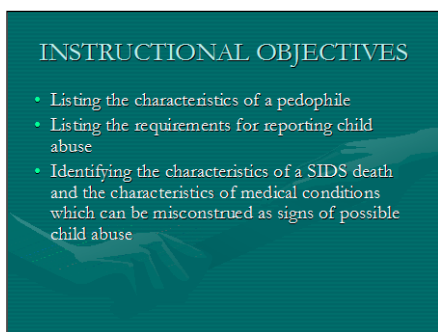 INSTRUCTIONAL OBJECTIVES
• Listing the characteristics of a pedophile
• Listing the requirements for reporting child
abuse
• Identifying the characteristics of a SIDS death
and the characteristics of medical conditions
which can be misconstrued as signs of possible
child abuse